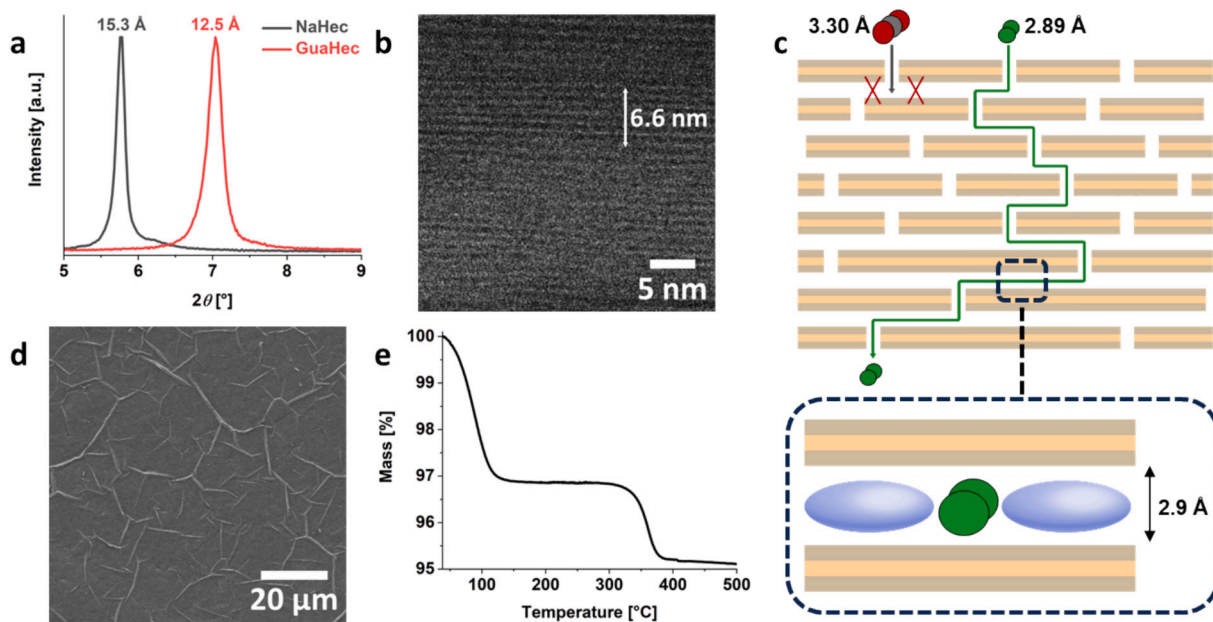 a
15.3 Å
12.5 Å
NaHec
GuaHec
Intensity [a.u.]
5
6
7
8
9
2θ [°]
b
6.6 nm
5 nm
c
3.30 Å
2.89 Å
2.9 Å
d
20 µm
e
100
99
98
97
96
95
Mass [%]
100
200
300
400
500
Temperature [°C]